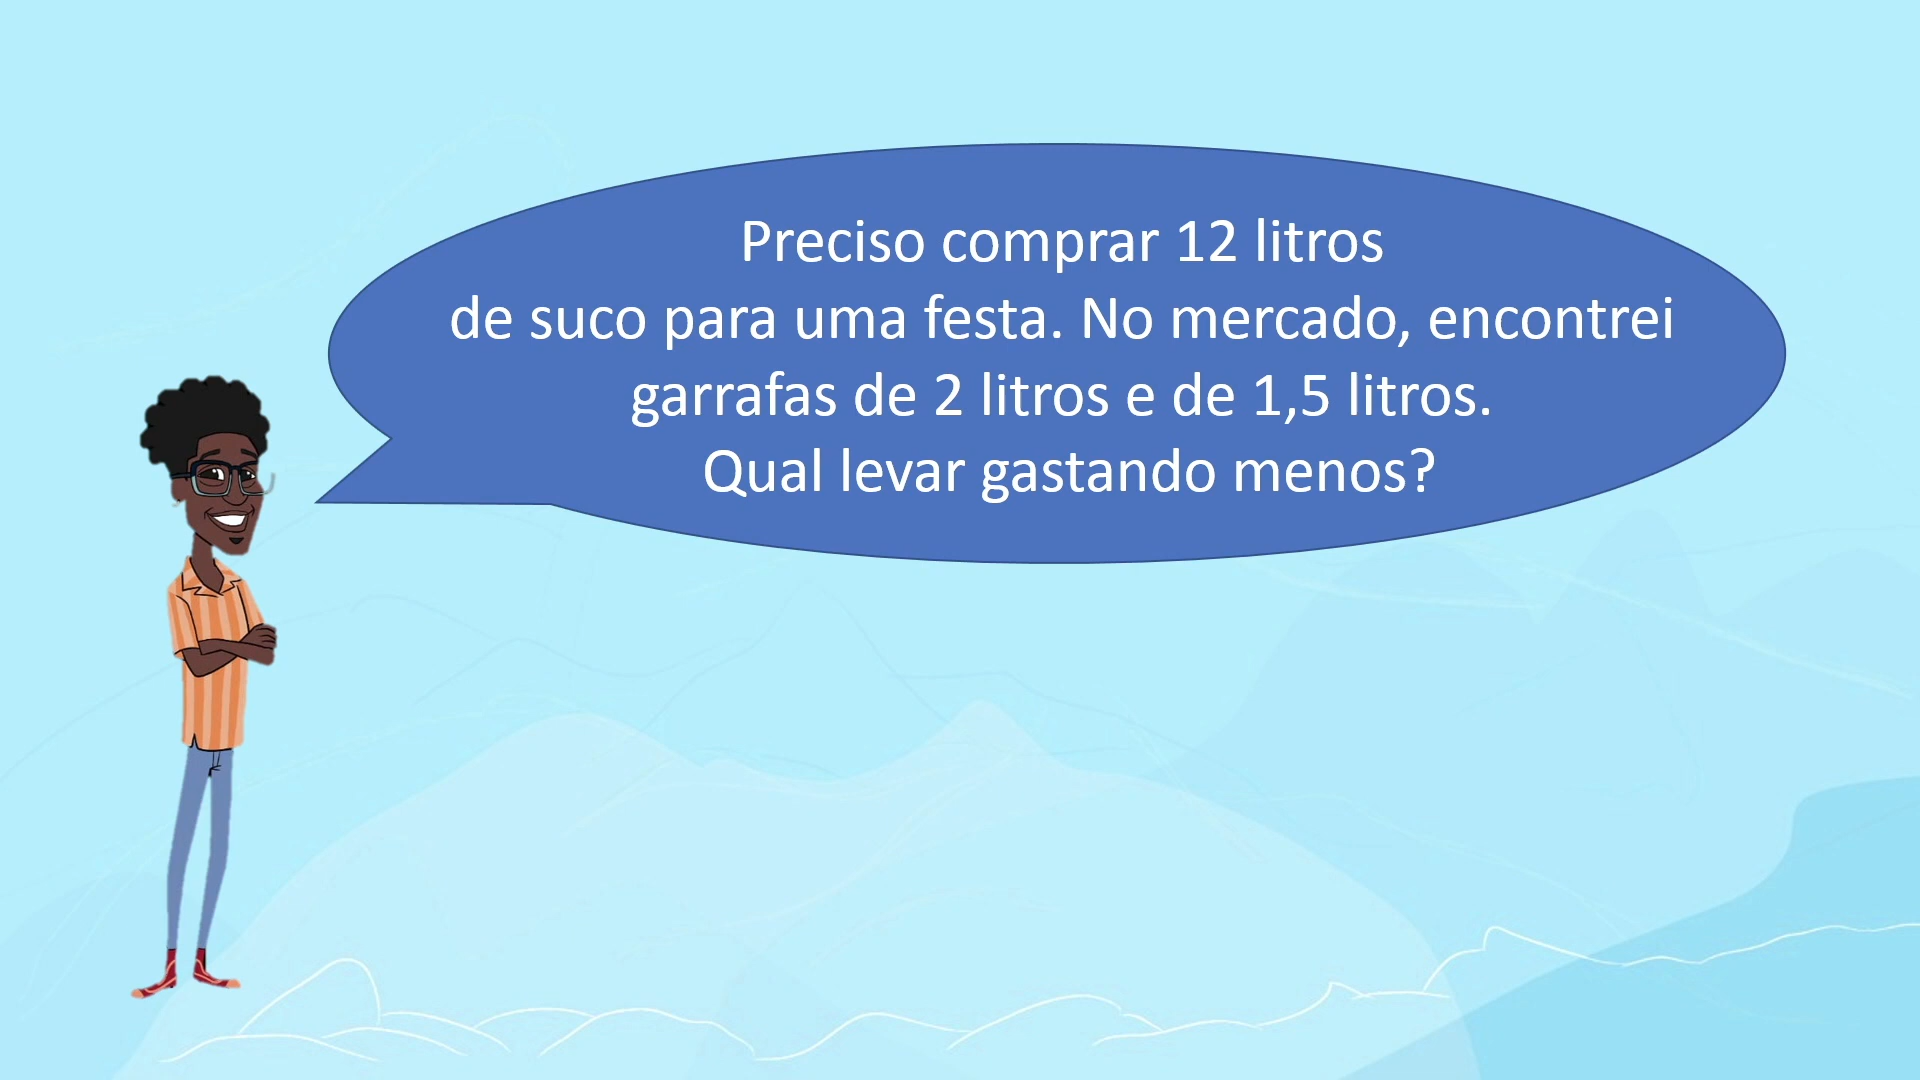 Preciso comprar 12 litros
de suco para uma festa. No mercado, encontrei
garrafas de 2 litros e de 1,5 litros.
Qual levar gastando menos?